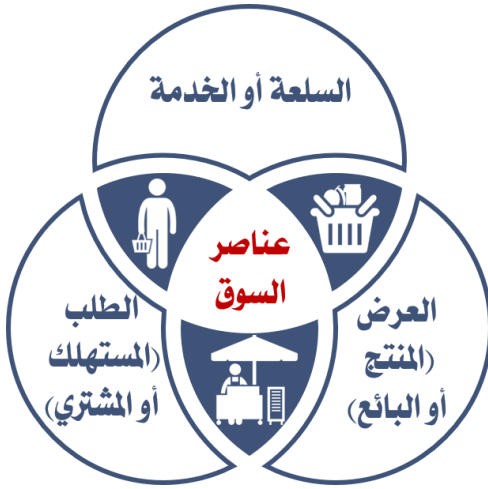 السلعة أو الخدمة
عناصر
السوق
العرض
(المنتج
أو البائع)
الطلب
(المستهلك
أو المشتري)